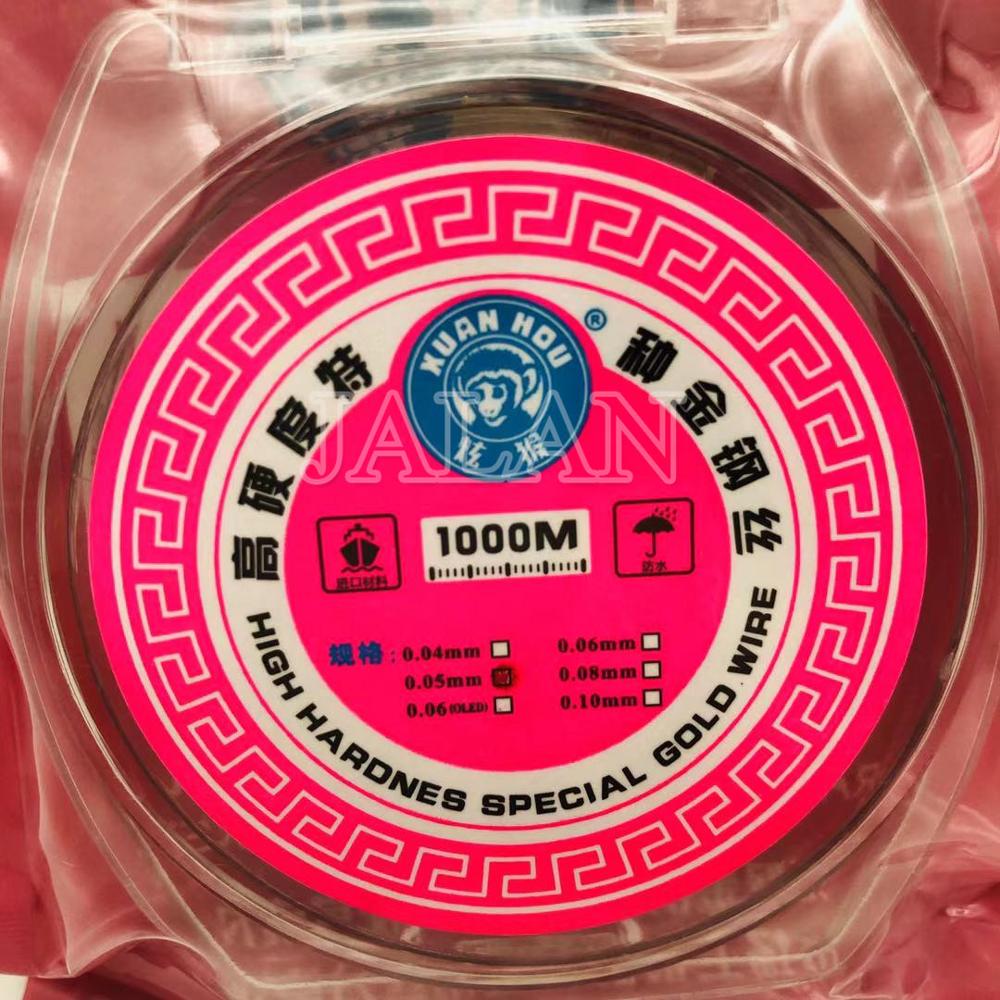 XUAN HOU
®
炫猴
高硬度特种金钢丝
JALAN
1000M
进口材料
防水
规格: 0.04mm
0.05mm
0.06(OLED)
0.06mm
0.08mm
0.10mm
HIGH HARDNES SPECIAL GOLD WIRE